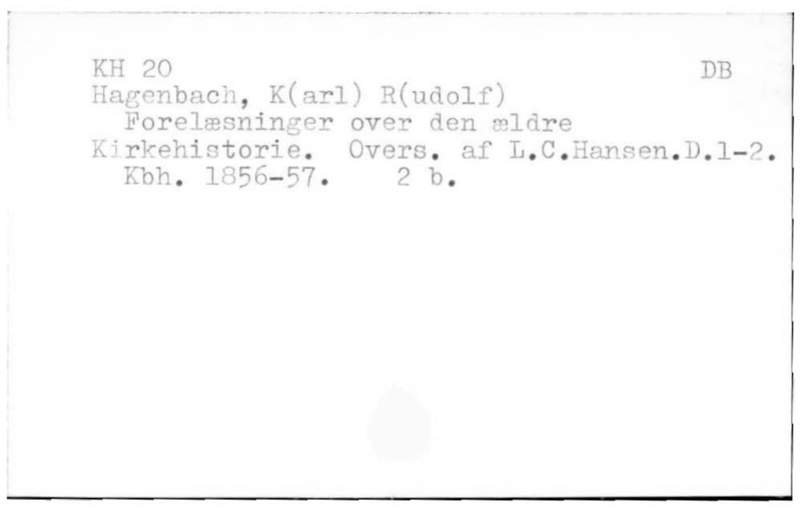 KH 20 DB
Hagenbach, K(arl) R(udolf)
Forelæsninger over den ældre
Kirkehistorie. Overs. af L.C.Hansen.D.1-2.
Kbh. 1856-57. 2 b.